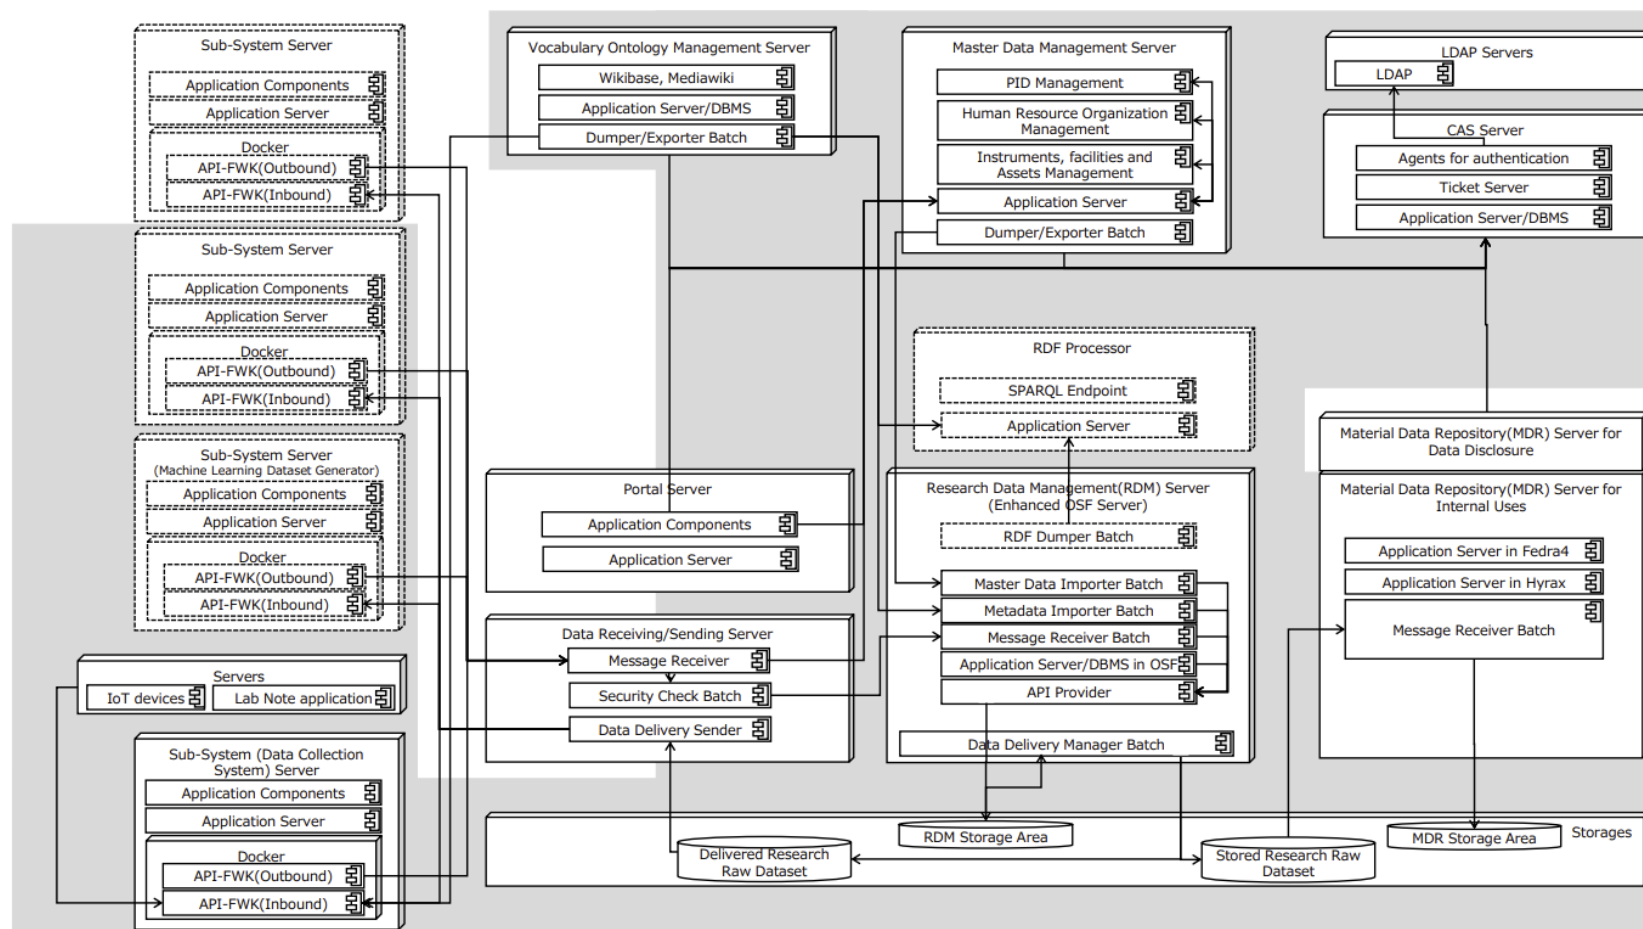 Sub-System Server
Application Components
Application Server
Docker
API-FWK(Outbound)
API-FWK(Inbound)
Sub-System Server
Application Components
Application Server
Docker
API-FWK(Outbound)
API-FWK(Inbound)
Sub-System Server
(Machine Learning Dataset Generator)
Application Components
Application Server
Docker
API-FWK(Outbound)
API-FWK(Inbound)
Servers
IoT devices
Lab Note application
Sub-System (Data Collection
System) Server
Application Components
Application Server
Docker
API-FWK(Outbound)
API-FWK(Inbound)
Vocabulary Ontology Management Server
Wikibase, Mediawiki
Application Server/DBMS
Dumper/Exporter Batch
Portal Server
Application Components
Application Server
Data Receiving/Sending Server
Message Receiver
Security Check Batch
Data Delivery Sender
Master Data Management Server
PID Management
Human Resource Organization
Management
Instruments, facilities and
Assets Management
Application Server
Dumper/Exporter Batch
RDF Processor
SPARQL Endpoint
Application Server
Research Data Management(RDM) Server
(Enhanced OSF Server)
RDF Dumper Batch
Master Data Importer Batch
Metadata Importer Batch
Message Receiver Batch
Application Server/DBMS in OSF
API Provider
Data Delivery Manager Batch
LDAP Servers
LDAP
CAS Server
Agents for authentication
Ticket Server
Application Server/DBMS
Material Data Repository(MDR) Server for
Data Disclosure
Material Data Repository(MDR) Server for
Internal Uses
Application Server in Fedra4
Application Server in Hyrax
Message Receiver Batch
Storages
RDM Storage Area
Delivered Research
Raw Dataset
Stored Research Raw
Dataset
MDR Storage Area